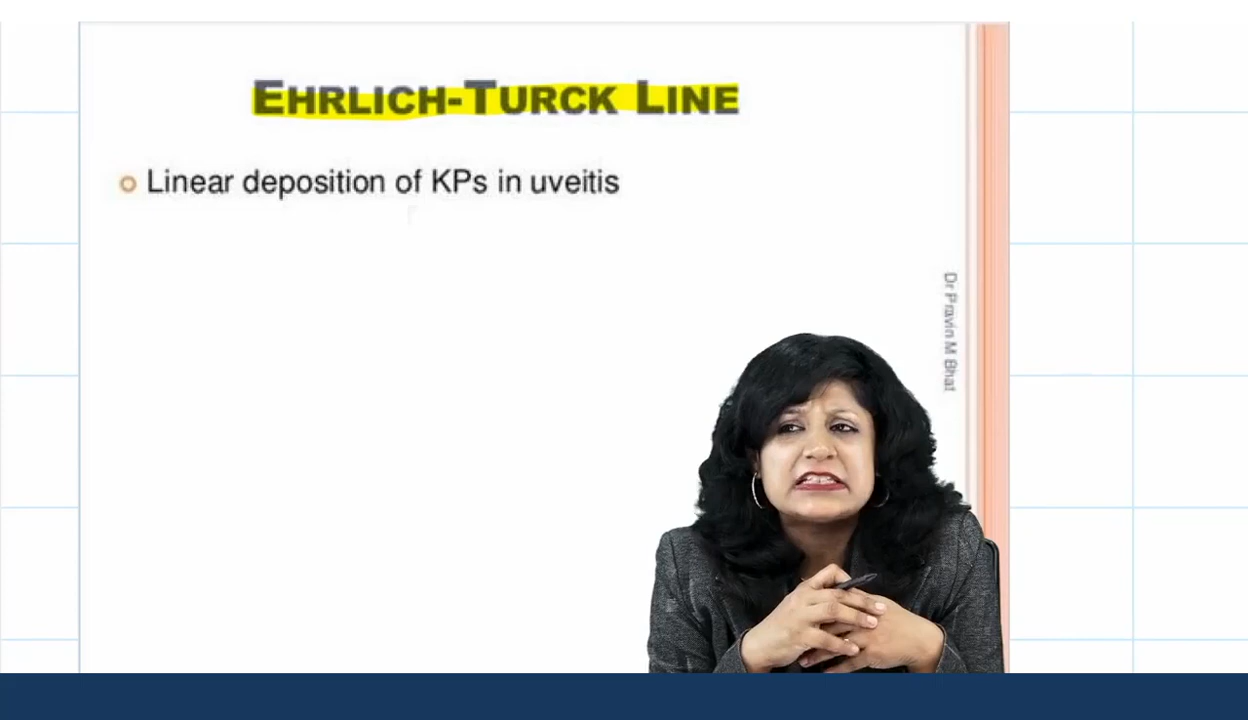 EHRLICH-TURCK LINE
Linear deposition of KPs in uveitis
Dr Pravin M Bhat